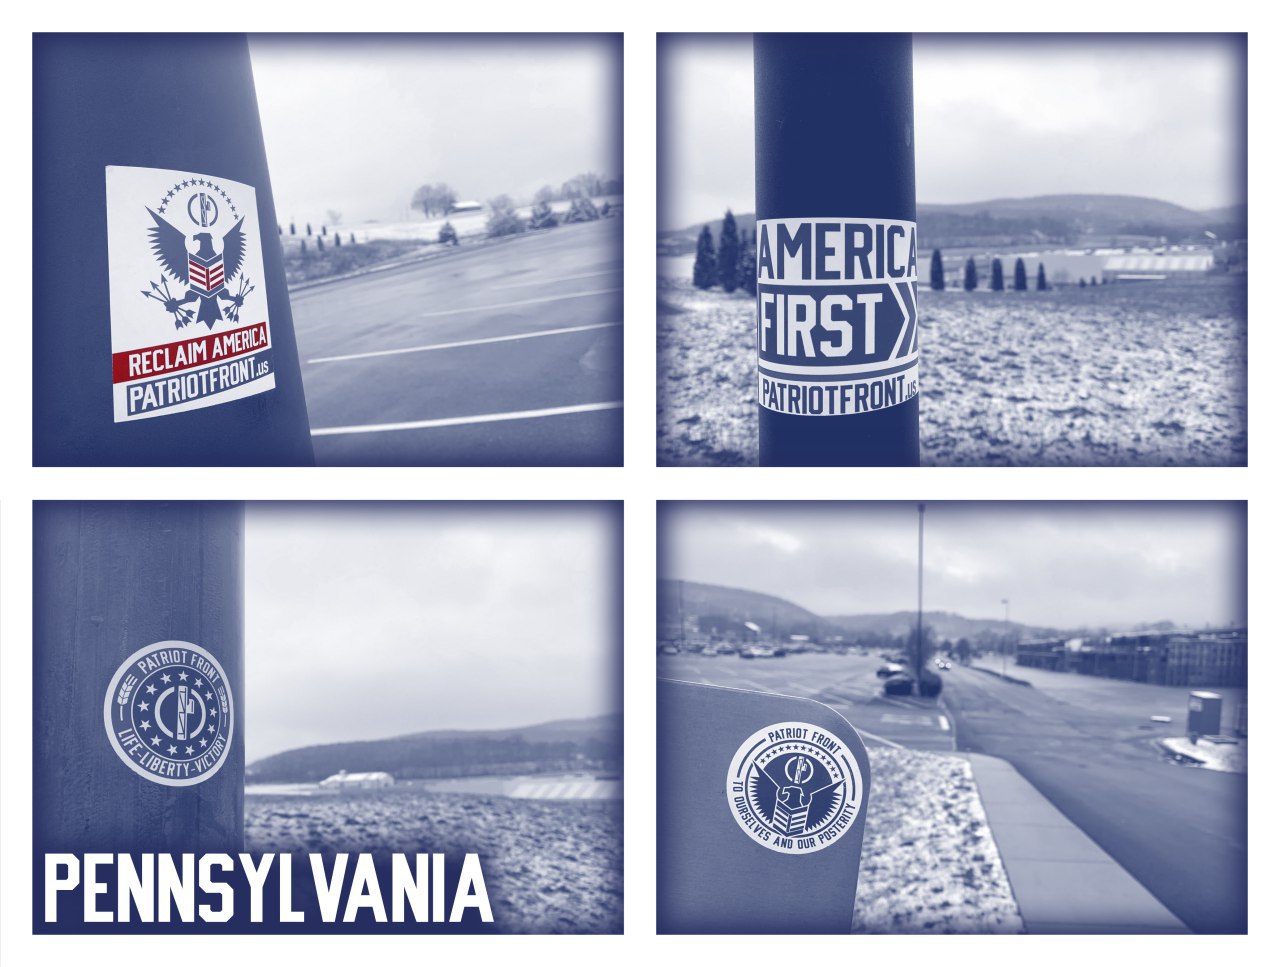 RECLAIM AMERICA
PATRIOTFRONT.us
AMERICA
FIRST
PATRIOTFRONT.us
PATRIOT FRONT
LIFE-LIBERTY-VICTORY
PENNSYLVANIA
PATRIOT FRONT
TO OURSELVES AND OUR POSTERITY